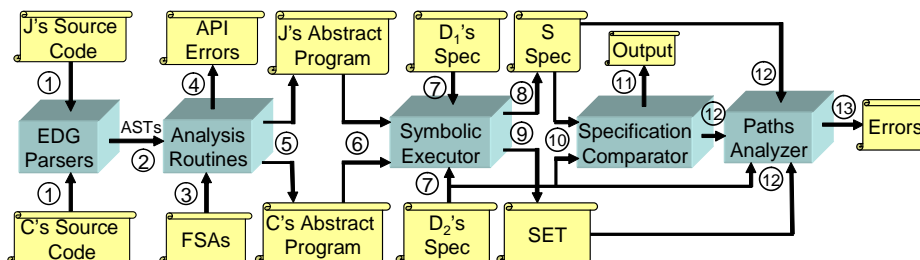 J's Source
Code
API
Errors
J's Abstract
Program
D1's
Spec
S
Spec
Output
1
4
7
8
11
12
EDG
Parsers
ASTs
2
Analysis
Routines
5
6
Symbolic
Executor
9
10
Specification
Comparator
12
Paths
Analyzer
13
Errors
1
3
7
12
C's Source
Code
FSAs
C's Abstract
Program
D2's
Spec
SET